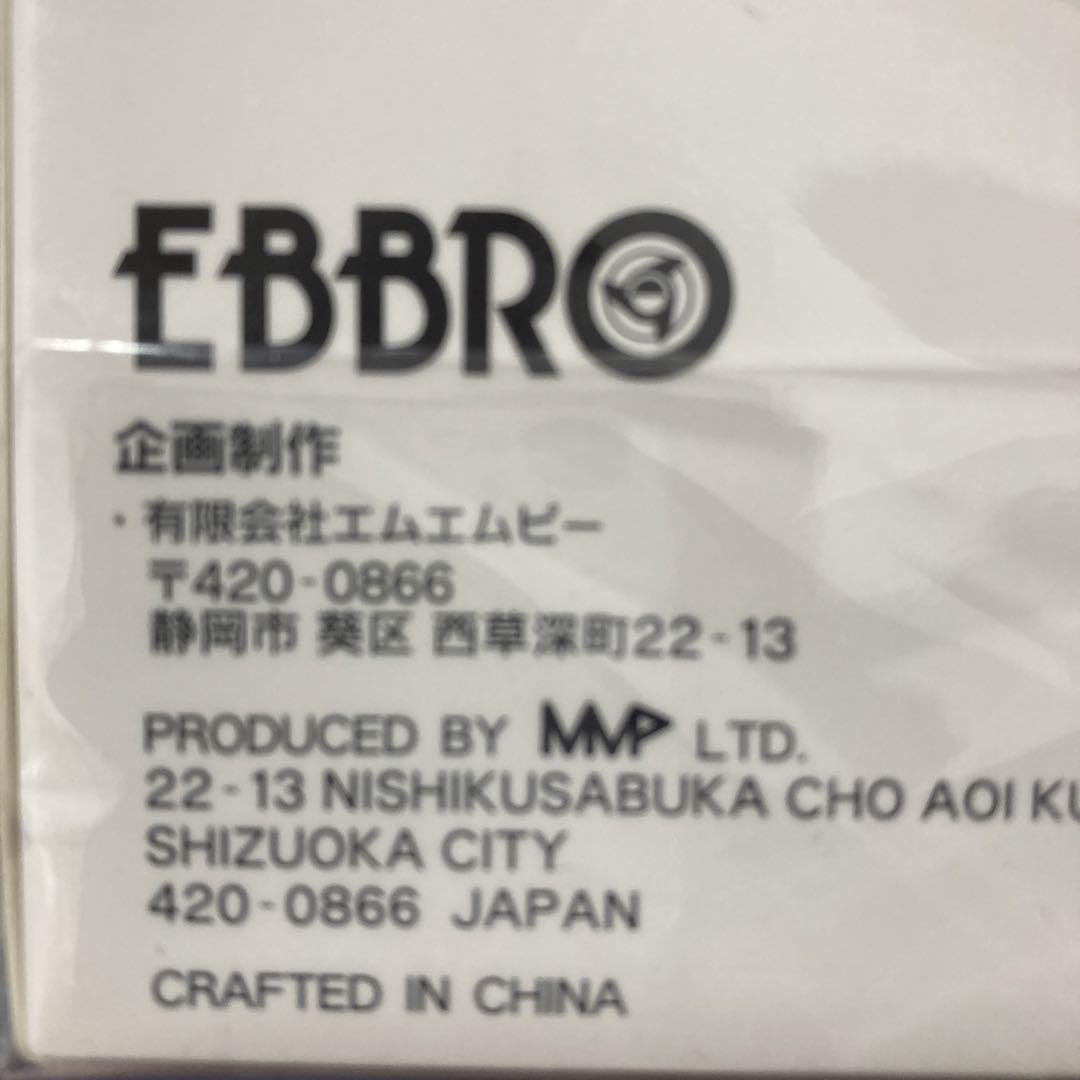 EBBRO
企画制作
・有限会社エムエムピー
〒420-0866
静岡市 葵区 西草深町22-13
PRODUCED BY MMP LTD.
22-13 NISHIKUSABUKA CHO AOI KU
SHIZUOKA CITY
420-0866 JAPAN
CRAFTED IN CHINA